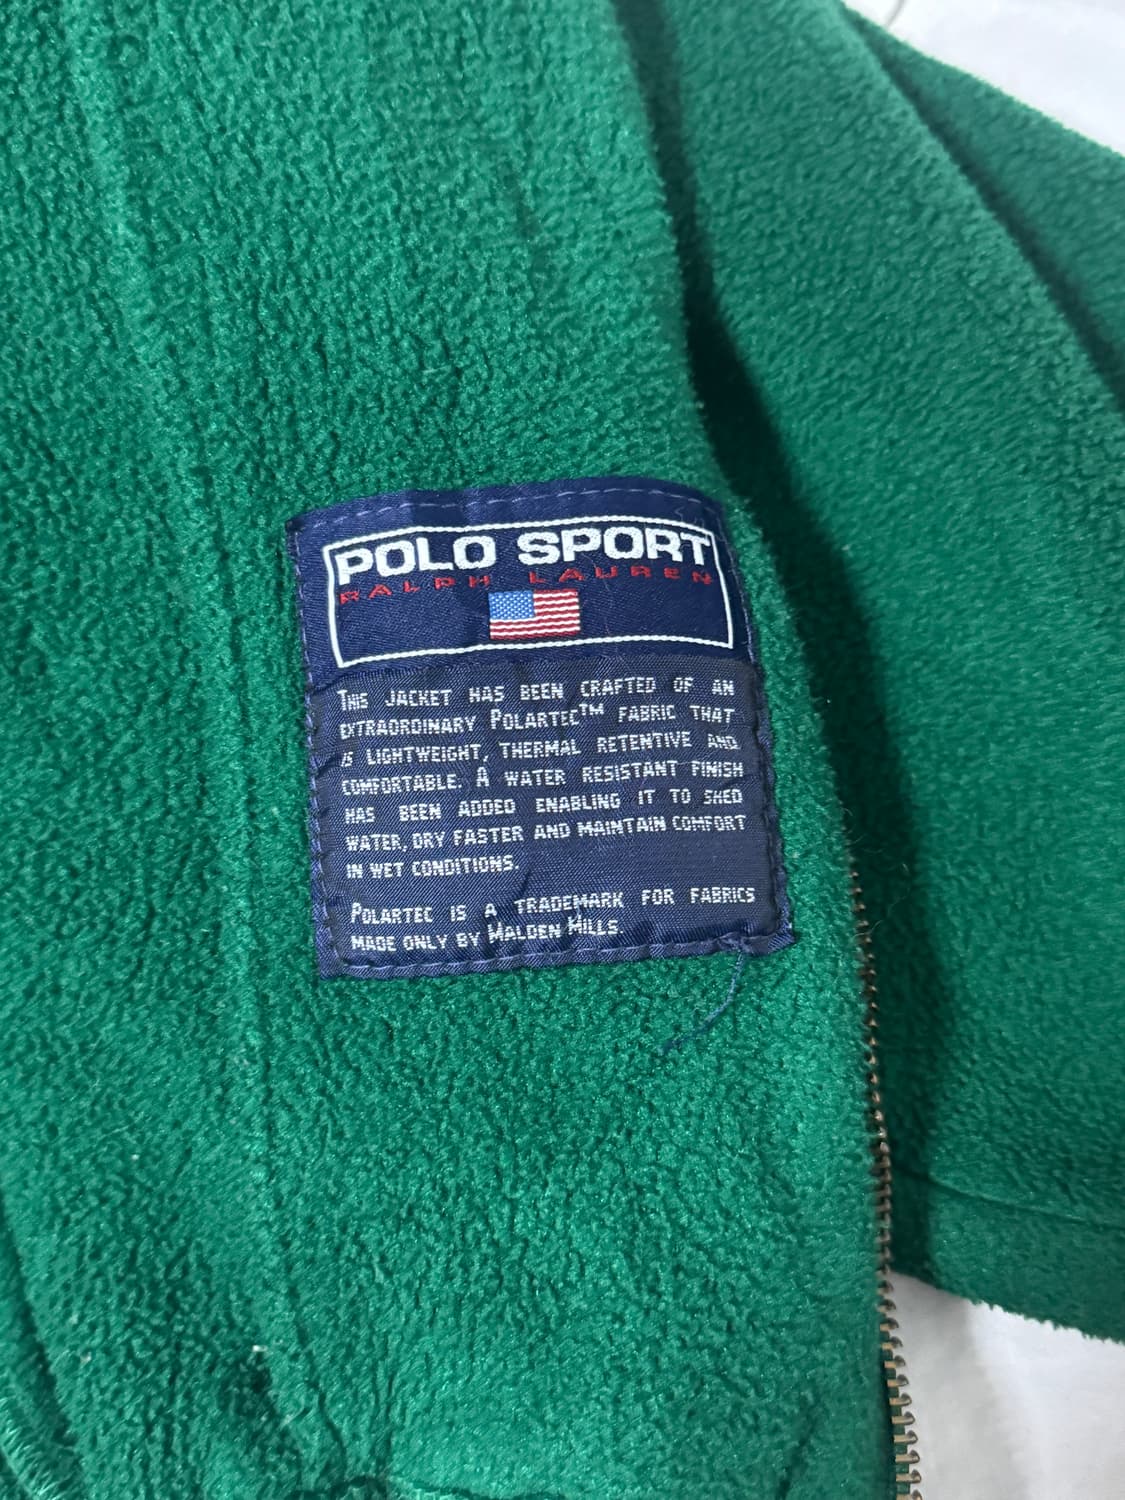 POLO SPORT
RALPH LAUREN
THIS JACKET HAS BEEN CRAFTED OF AN
EXTRAORDINARY POLARTEC™ FABRIC THAT
IS LIGHTWEIGHT, THERMAL RETENTIVE AND
COMFORTABLE. A WATER RESISTANT FINISH
HAS BEEN ADDED ENABLING IT TO SHED
WATER, DRY FASTER AND MAINTAIN COMFORT
IN WET CONDITIONS.
POLARTEC IS A TRADEMARK FOR FABRICS
MADE ONLY BY MALDEN MILLS.